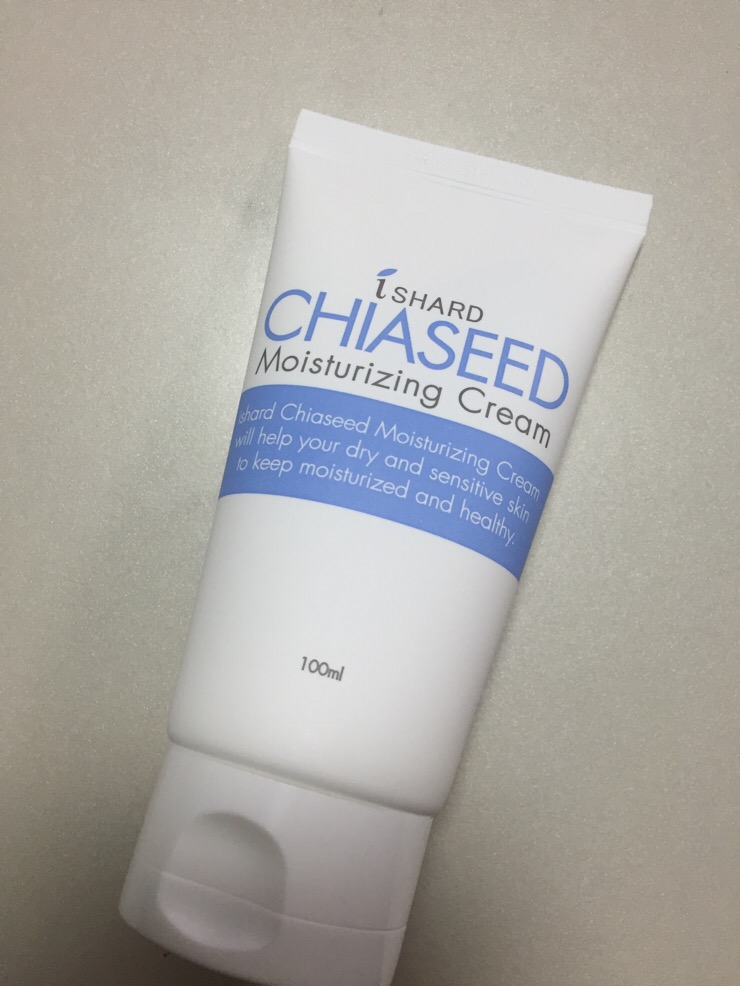 iSHARD
CHIASEED
Moisturizing Cream
ishard Chiaseed Moisturizing Cream
will help your dry and sensitive skin
to keep moisturized and healthy.
100ml